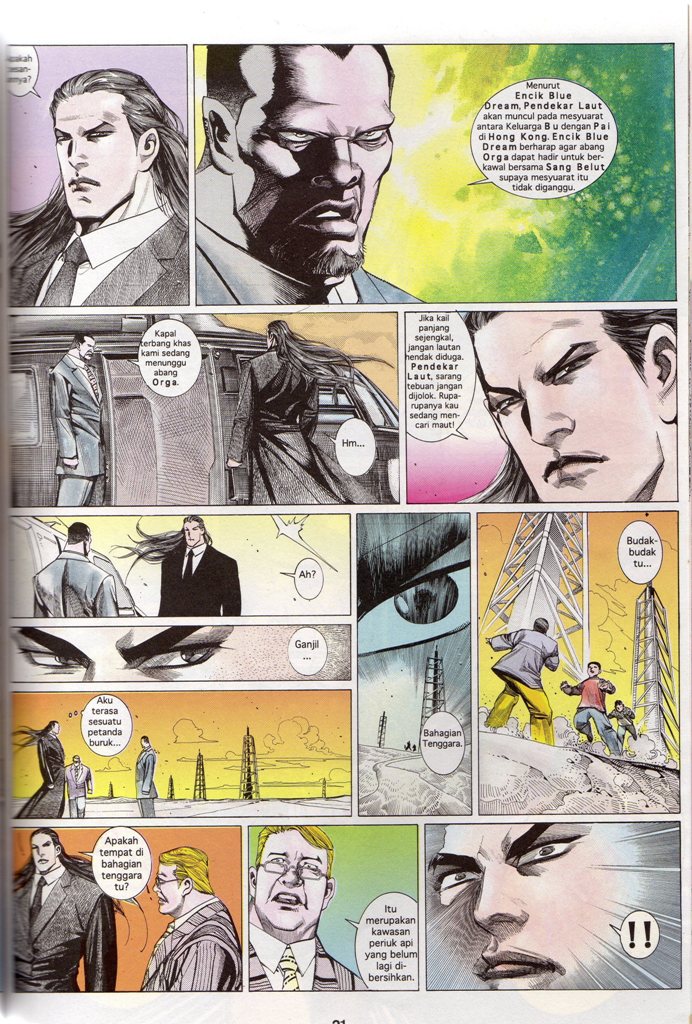 Menurut
Encik Blue
Dream, Pendekar Laut
akan muncul pada mesyuarat
antara Keluarga Bu dengan Pai
di Hong Kong. Encik Blue
Dream berharap agar abang
Orga dapat hadir untuk ber-
kawal bersama Sang Belut
supaya mesyuarat itu
tidak diganggu.
Kapal
terbang khas
kami sedang
menunggu
abang
Orga.
Hm...
Jika kail
panjang
sejengkal,
jangan lautan
hendak diduga.
Pendekar
Laut, sarang
tebuan jangan
dijolok. Rupa-
rupanya kau
sedang men-
cari maut!
Ah?
Ganjil
...
Aku
terasa
sesuatu
petanda
buruk...
Bahagian
Tenggara.
Budak-
budak
tu...
Apakah
tempat di
bahagian
tenggara
tu?
Itu
merupakan
kawasan
periuk api
yang belum
lagi di-
bersihkan.
!!